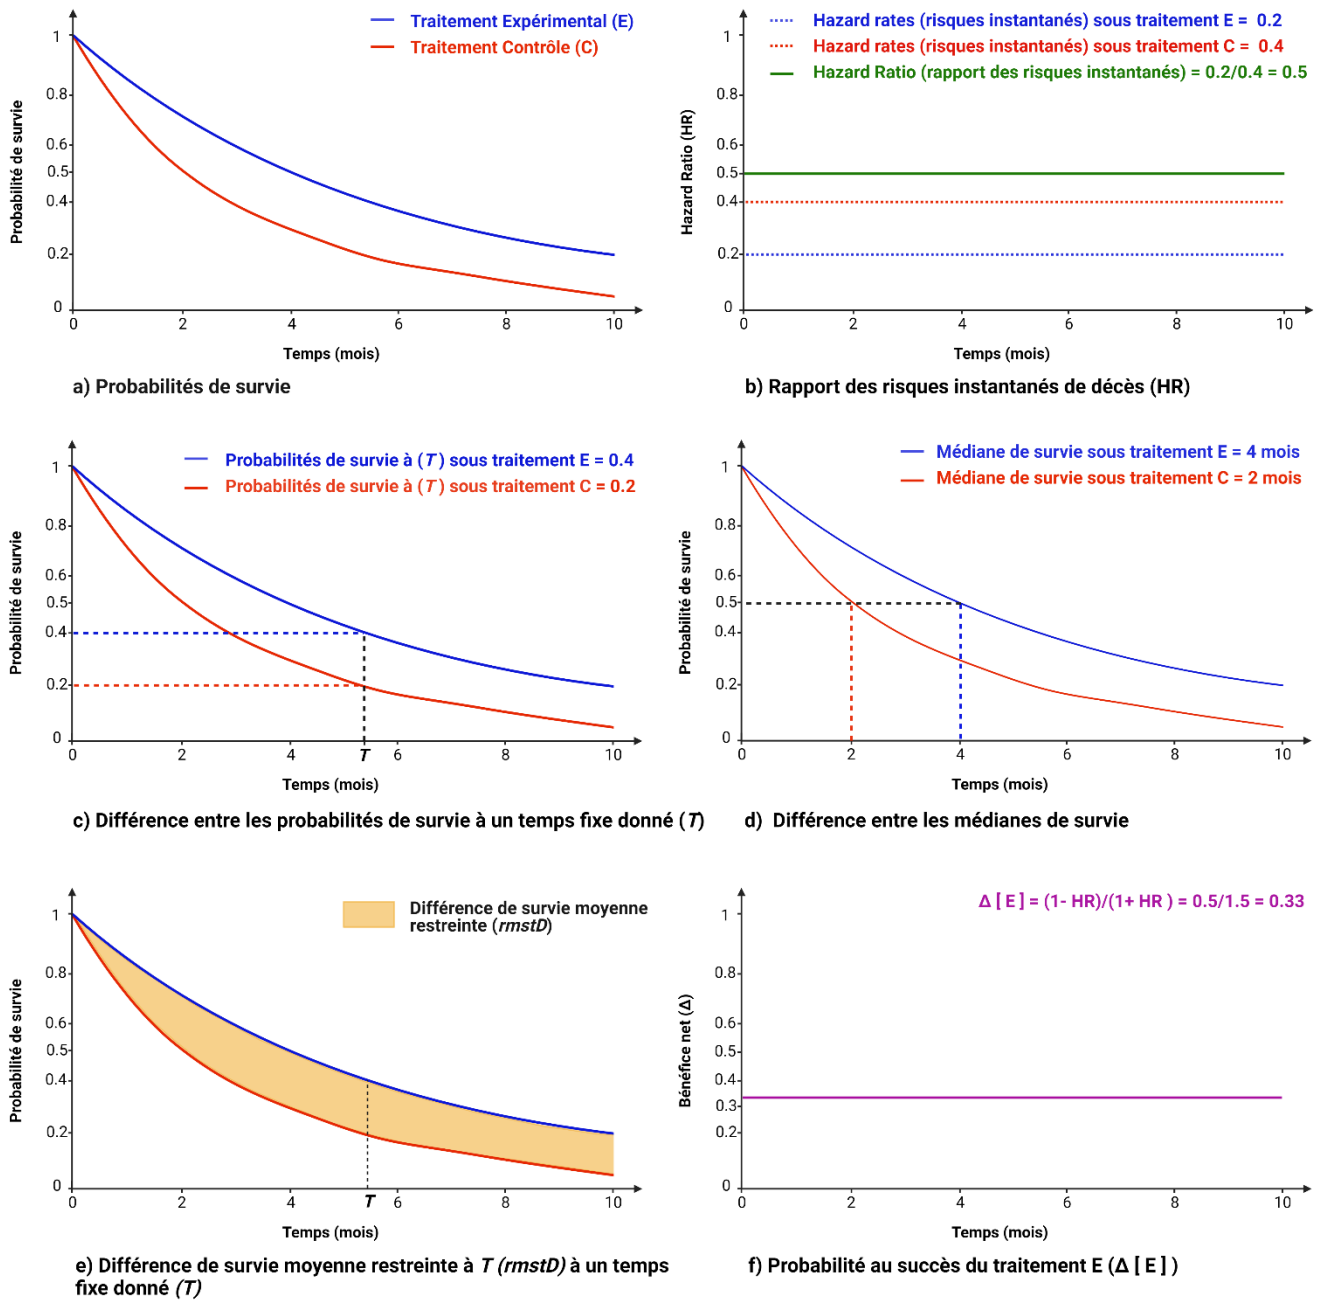 Traitement Expérimental (E)
Traitement Contrôle (C)
Probabilité de survie
1
0.8
0.6
0.5
0.4
0.2
0
0 2 4 6 8 10
Temps (mois)
a) Probabilités de survie
Hazard rates (risques instantanés) sous traitement E = 0.2
Hazard rates (risques instantanés) sous traitement C = 0.4
Hazard Ratio (rapport des risques instantanés) = 0.2/0.4 = 0.5
Hazard Ratio (HR)
1
0.8
0.6
0.5
0.4
0.2
0
0 2 4 6 8 10
Temps (mois)
b) Rapport des risques instantanés de décès (HR)
Probabilités de survie à (T) sous traitement E = 0.4
Probabilités de survie à (T) sous traitement C = 0.2
Probabilité de survie
1
0.8
0.6
0.5
0.4
0.2
0
0 2 4 T 6 8 10
Temps (mois)
c) Différence entre les probabilités de survie à un temps fixe donné (T)
Médiane de survie sous traitement E = 4 mois
Médiane de survie sous traitement C = 2 mois
Probabilité de survie
1
0.8
0.6
0.5
0.4
0.2
0
0 2 4 6 8 10
Temps (mois)
d) Différence entre les médianes de survie
Différence de survie moyenne
restreinte (rmstD)
Probabilité de survie
1
0.8
0.6
0.5
0.4
0.2
0
0 2 4 T 6 8 10
Temps (mois)
e) Différence de survie moyenne restreinte à T (rmstD) à un temps
fixe donné (T)
Δ [ E ] = (1- HR)/(1+ HR ) = 0.5/1.5 = 0.33
Bénéfice net (Δ)
1
0.8
0.6
0.5
0.4
0.3
0.2
0
0 2 4 6 8 10
Temps (mois)
f) Probabilité au succès du traitement E (Δ [ E ] )